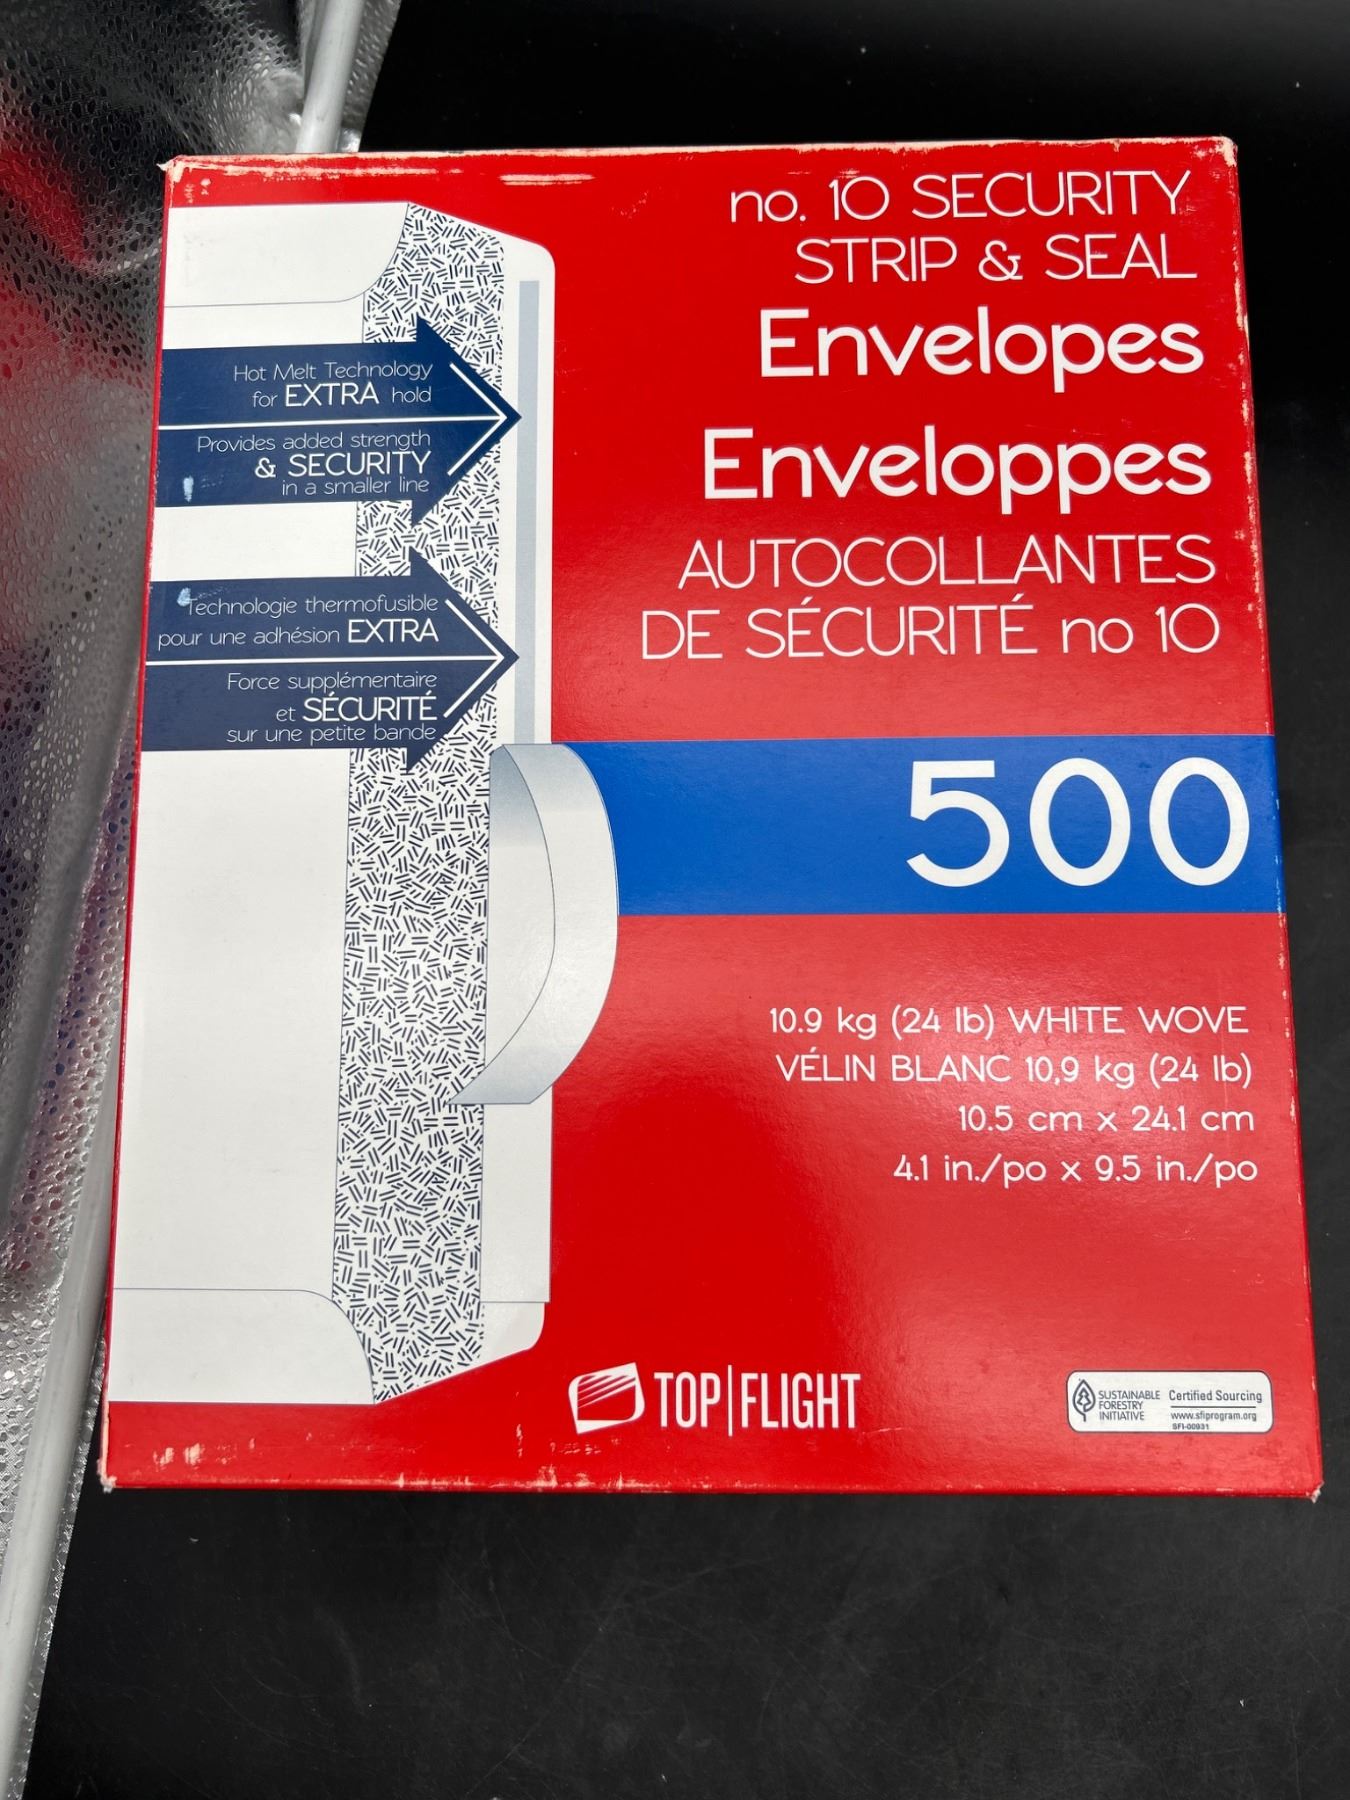 no. 10 SECURITY
STRIP & SEAL
Envelopes
Enveloppes
AUTOCOLLANTES
DE SÉCURITÉ no 10
Hot Melt Technology
for EXTRA hold
Provides added strength
& SECURITY
in a smaller line
Technologie thermofusible
pour une adhésion EXTRA
Force supplémentaire
et SÉCURITÉ
sur une petite bande
500
10.9 kg (24 lb) WHITE WOVE
VÉLIN BLANC 10,9 kg (24 lb)
10.5 cm x 24.1 cm
4.1 in./po x 9.5 in./po
TOP|FLIGHT
SUSTAINABLE
FORESTRY
INITIATIVE
Certified Sourcing
www.sfiprogram.org
SFI-00931